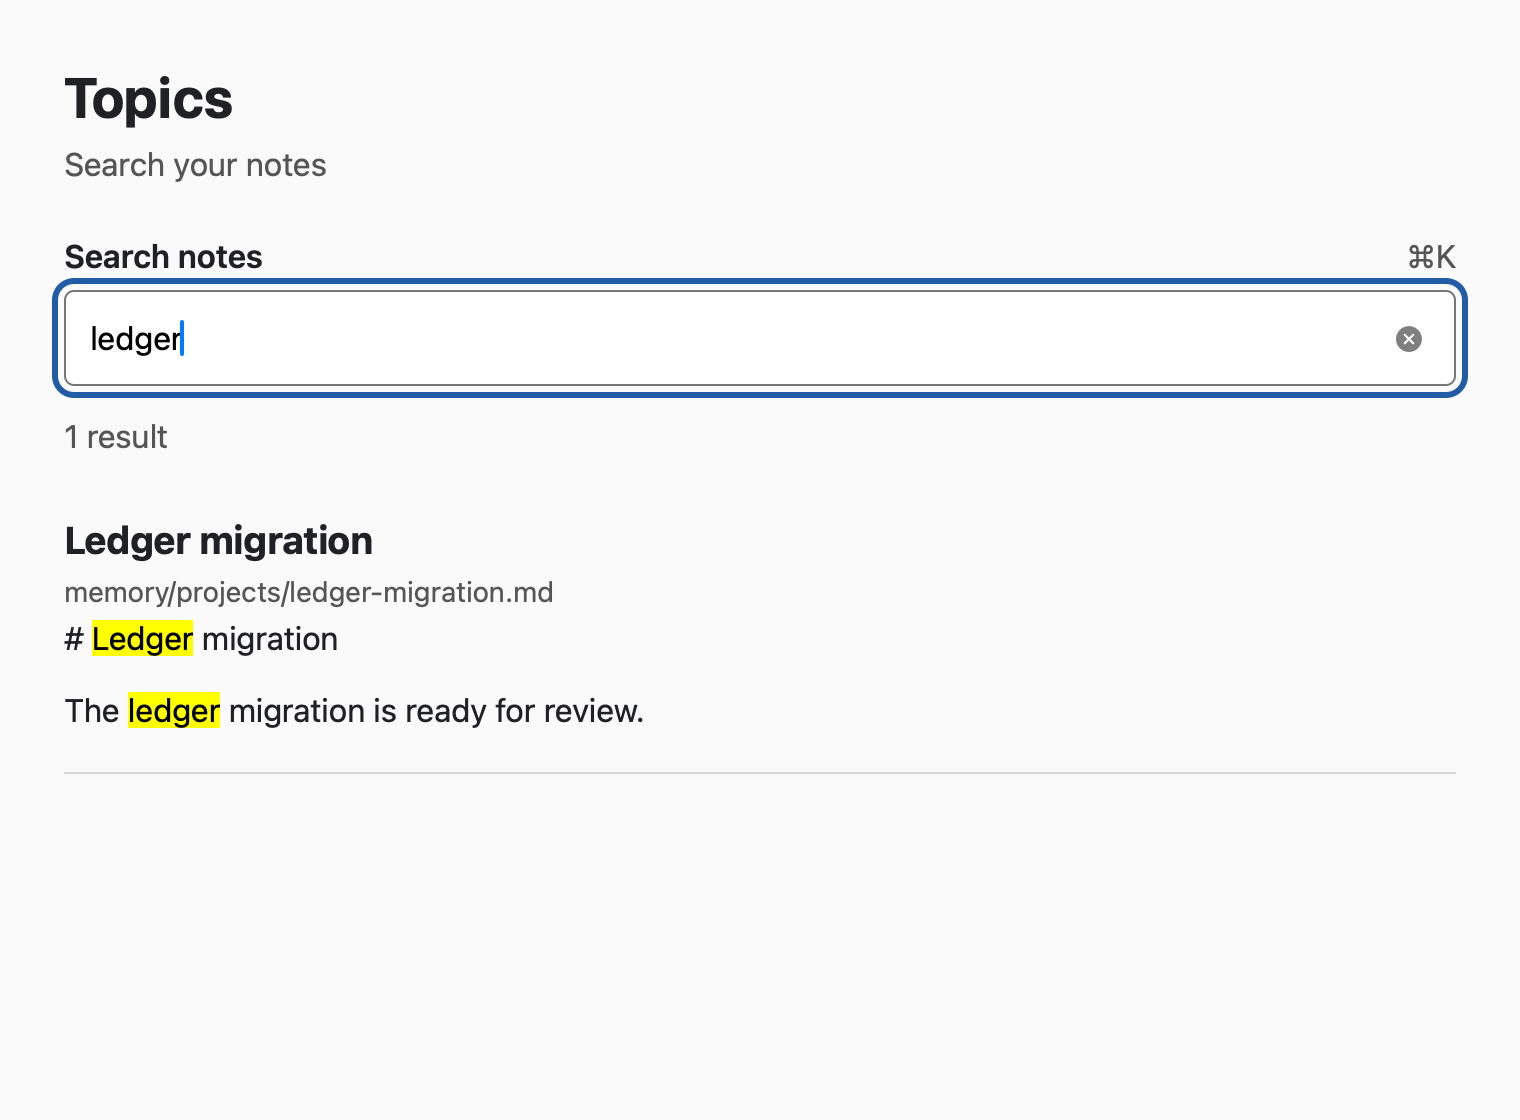 Topics
Search your notes
Search notes ⌘K
ledger
1 result
Ledger migration
memory/projects/ledger-migration.md
# Ledger migration
The ledger migration is ready for review.